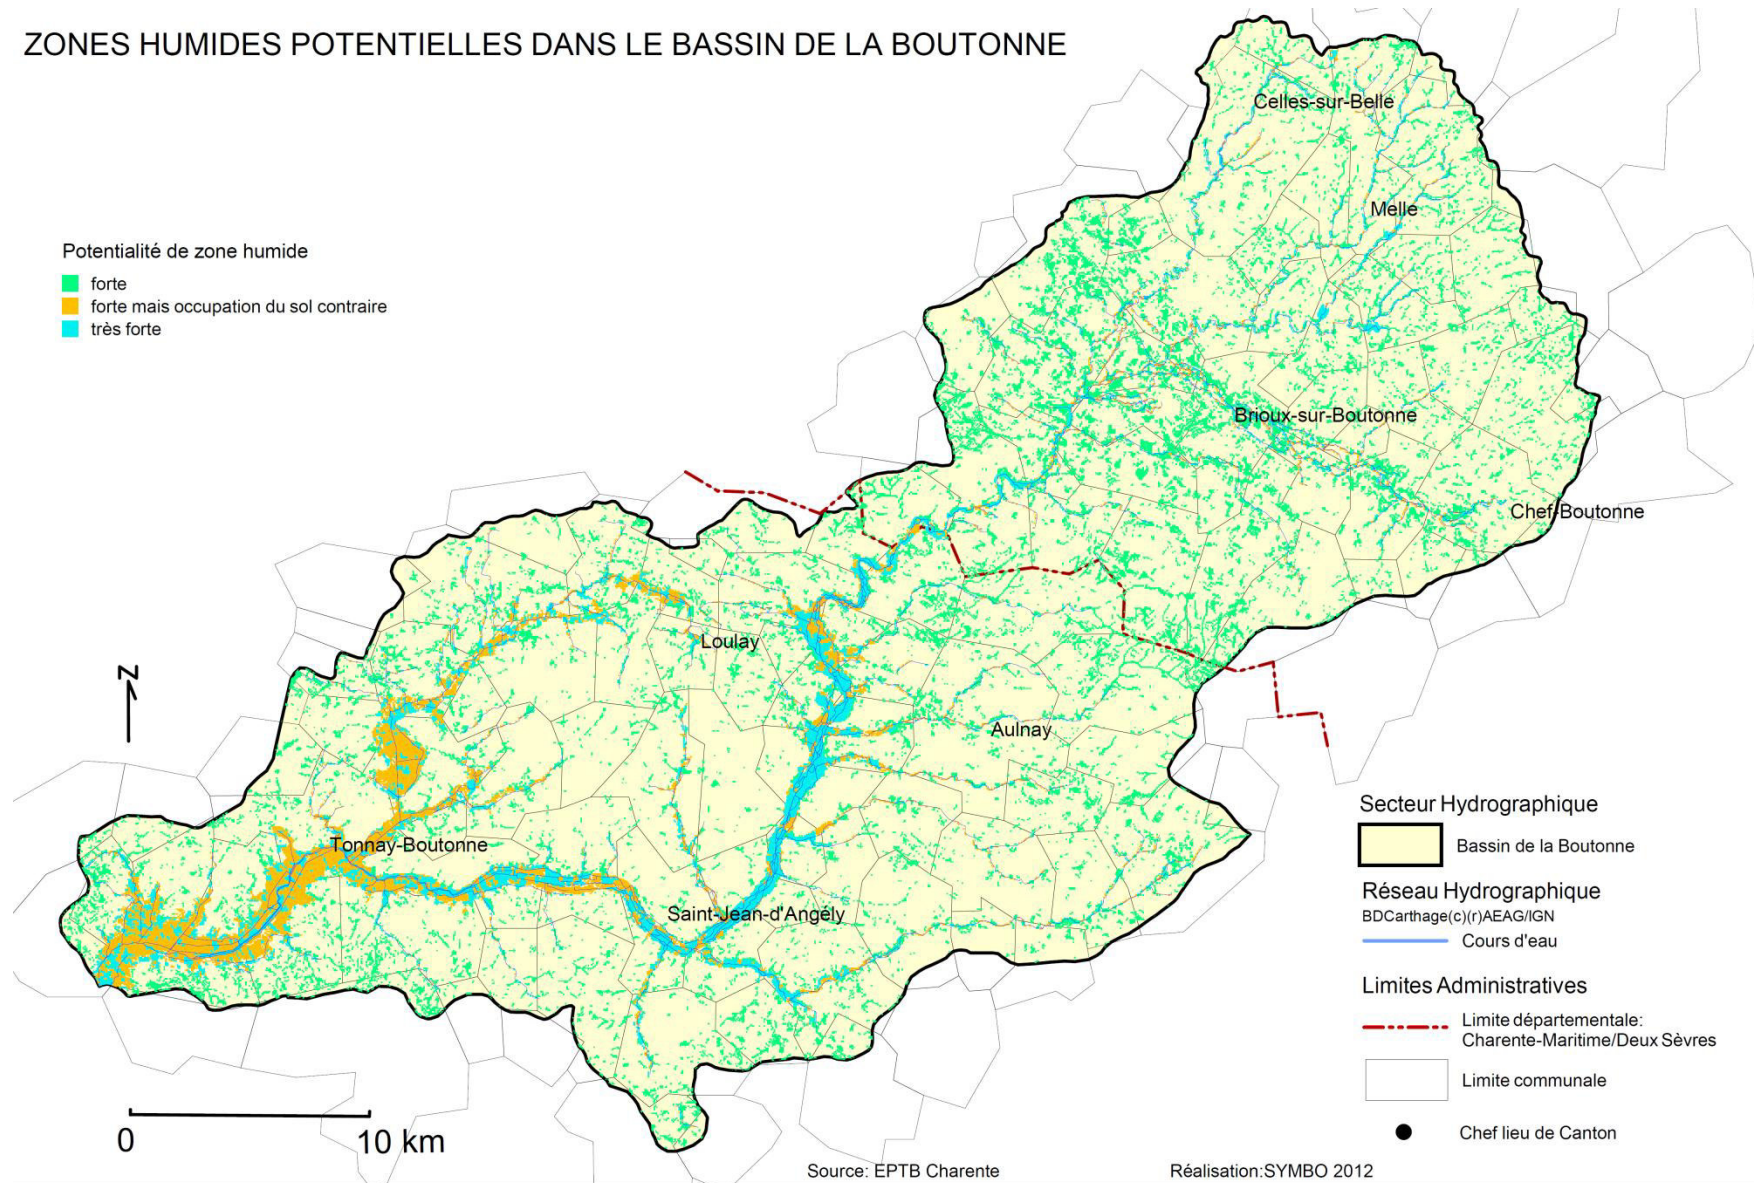 ZONES HUMIDES POTENTIELLES DANS LE BASSIN DE LA BOUTONNE
Celles-sur-Belle
Melle
Potentialité de zone humide
forte
forte mais occupation du sol contraire
très forte
Brioux-sur-Boutonne
Chef-Boutonne
Loulay
N
Aulnay
Tonnay-Boutonne
Saint-Jean-d'Angely
Secteur Hydrographique
Bassin de la Boutonne
Réseau Hydrographique
BDCarthage(c)(r)AEAG/IGN
Cours d'eau
Limites Administratives
Limite départementale:
Charente-Maritime/Deux Sèvres
Limite communale
Chef lieu de Canton
0 10 km
Source: EPTB Charente
Réalisation:SYMBO 2012